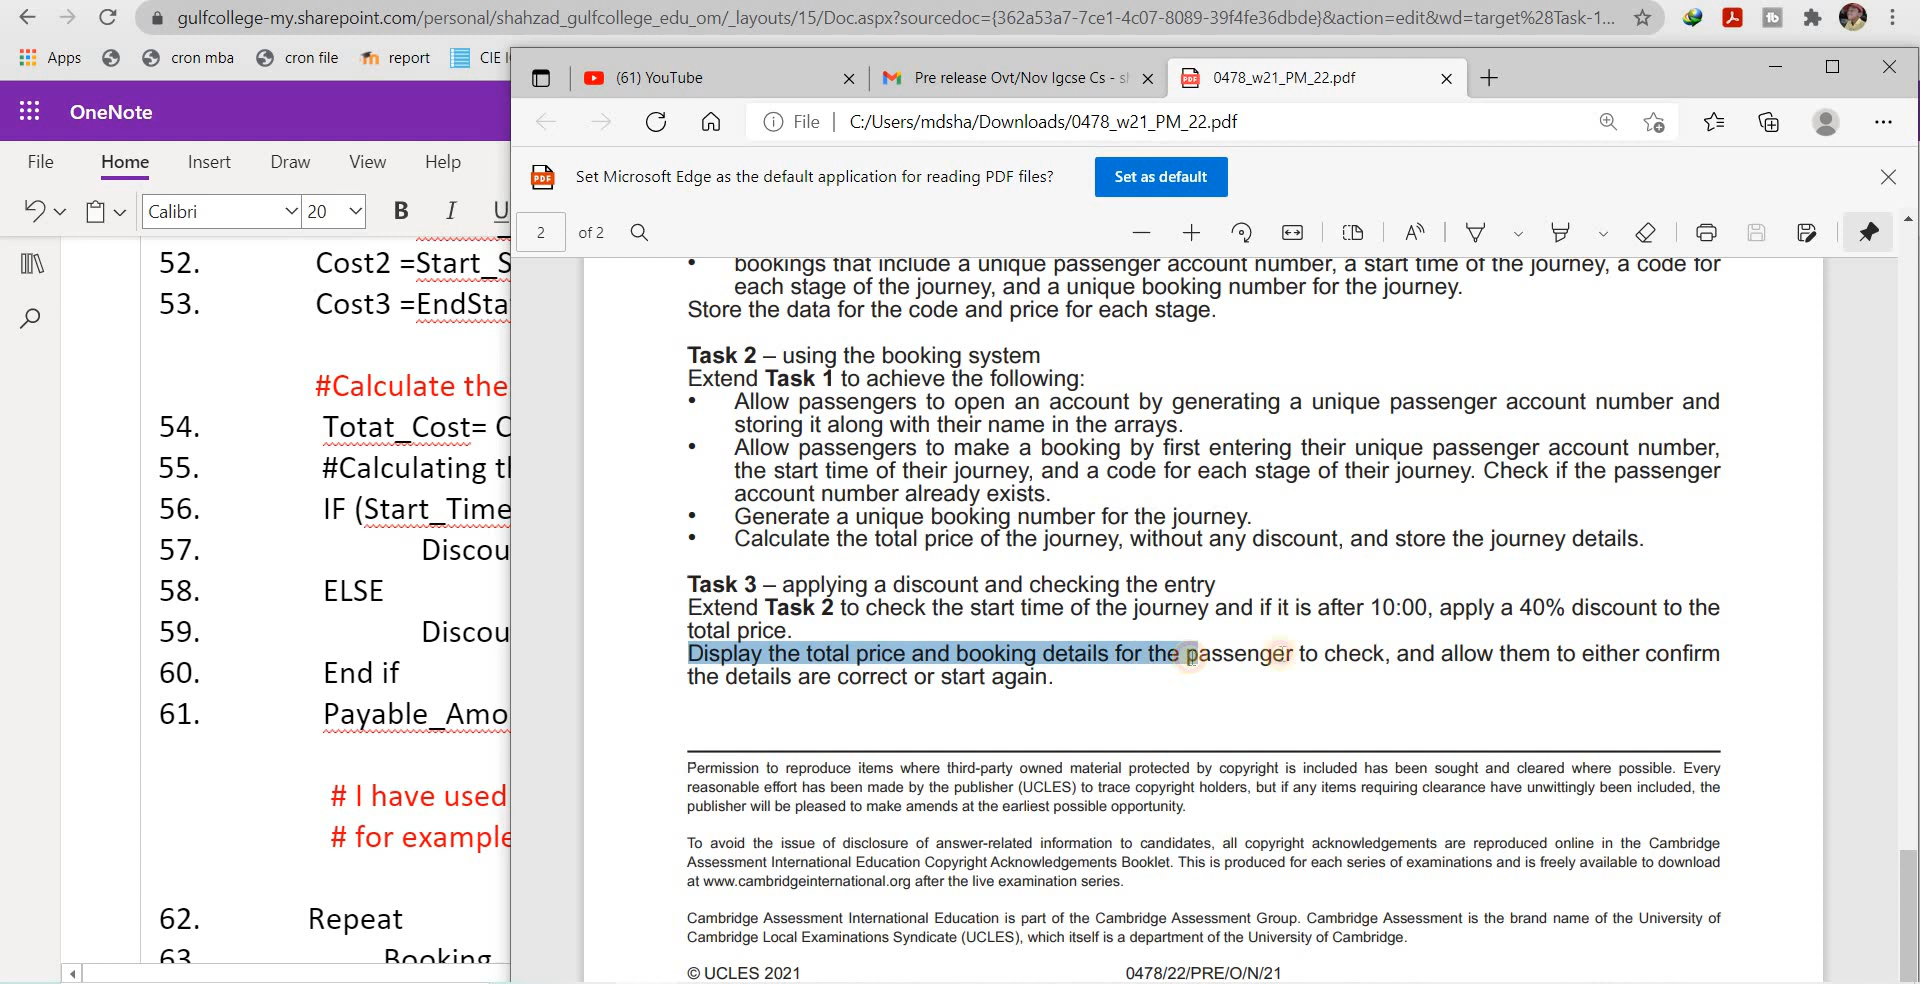 gulfcollege-my.sharepoint.com/personal/shahzad_gulfcollege_edu_om/_layouts/15/Doc.aspx?sourcedoc={362a53a7-7ce1-4c07-8089-39f4fe36dbde}&action=edit&wd=target%28Task-1...
Apps
cron mba
cron file
report
CIE I
(61) YouTube
Pre release Ovt/Nov Igcse Cs - sh
0478_w21_PM_22.pdf
OneNote
File
C:/Users/mdsha/Downloads/0478_w21_PM_22.pdf
File
Home
Insert
Draw
View
Help
Set Microsoft Edge as the default application for reading PDF files?
Set as default
Calibri
20
B
I
U
2
of 2
52. Cost2 =Start_S
53. Cost3 =EndSta
#Calculate the
54. Totat_Cost= C
55. #Calculating th
56. IF (Start_Time
57. Discou
58. ELSE
59. Discou
60. End if
61. Payable_Amo
# I have used
# for example
62. Repeat
63. Booking
bookings that include a unique passenger account number, a start time of the journey, a code for
each stage of the journey, and a unique booking number for the journey.
Store the data for the code and price for each stage.
Task 2 – using the booking system
Extend Task 1 to achieve the following:
• Allow passengers to open an account by generating a unique passenger account number and
storing it along with their name in the arrays.
• Allow passengers to make a booking by first entering their unique passenger account number,
the start time of their journey, and a code for each stage of their journey. Check if the passenger
account number already exists.
• Generate a unique booking number for the journey.
• Calculate the total price of the journey, without any discount, and store the journey details.
Task 3 – applying a discount and checking the entry
Extend Task 2 to check the start time of the journey and if it is after 10:00, apply a 40% discount to the
total price.
Display the total price and booking details for the passenger to check, and allow them to either confirm
the details are correct or start again.
Permission to reproduce items where third-party owned material protected by copyright is included has been sought and cleared where possible. Every
reasonable effort has been made by the publisher (UCLES) to trace copyright holders, but if any items requiring clearance have unwittingly been included, the
publisher will be pleased to make amends at the earliest possible opportunity.
To avoid the issue of disclosure of answer-related information to candidates, all copyright acknowledgements are reproduced online in the Cambridge
Assessment International Education Copyright Acknowledgements Booklet. This is produced for each series of examinations and is freely available to download
at www.cambridgeinternational.org after the live examination series.
Cambridge Assessment International Education is part of the Cambridge Assessment Group. Cambridge Assessment is the brand name of the University of
Cambridge Local Examinations Syndicate (UCLES), which itself is a department of the University of Cambridge.
© UCLES 2021
0478/22/PRE/O/N/21